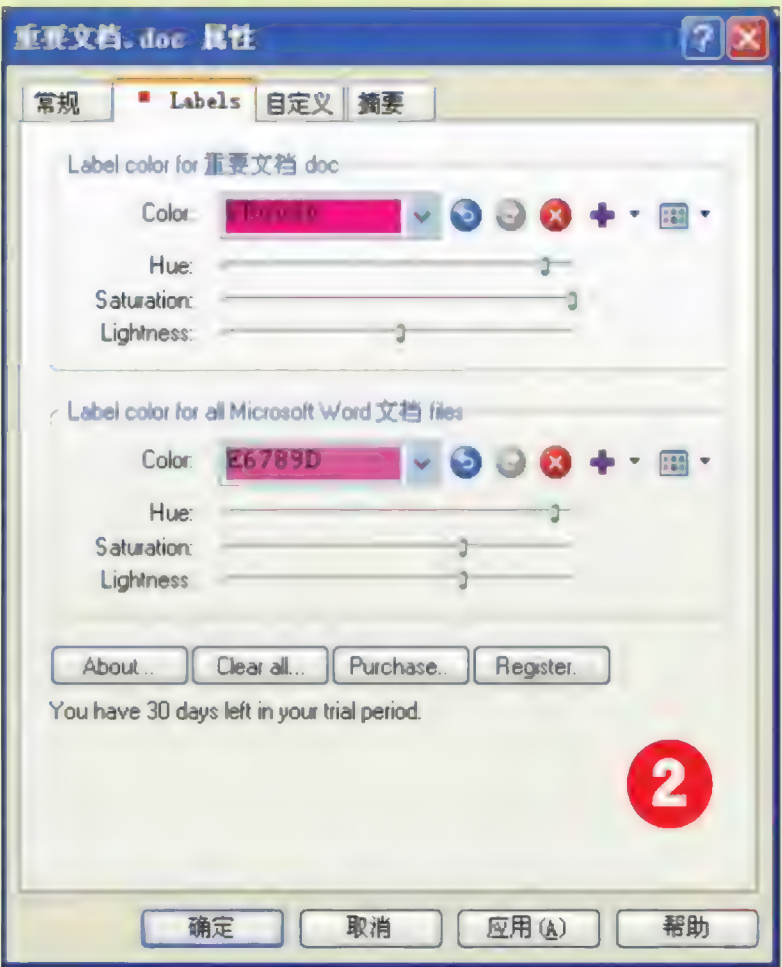 重要文档.doc 属性
常规 Labels 自定义 摘要
Label color for 重要文档 doc
Color:
Hue:
Saturation:
Lightness:
Label color for all Microsoft Word 文档 files
Color:
E6789D
Hue:
Saturation:
Lightness
About... Clear all... Purchase.. Register.
You have 30 days left in your trial period.
2
确定 取消 应用(A) 帮助